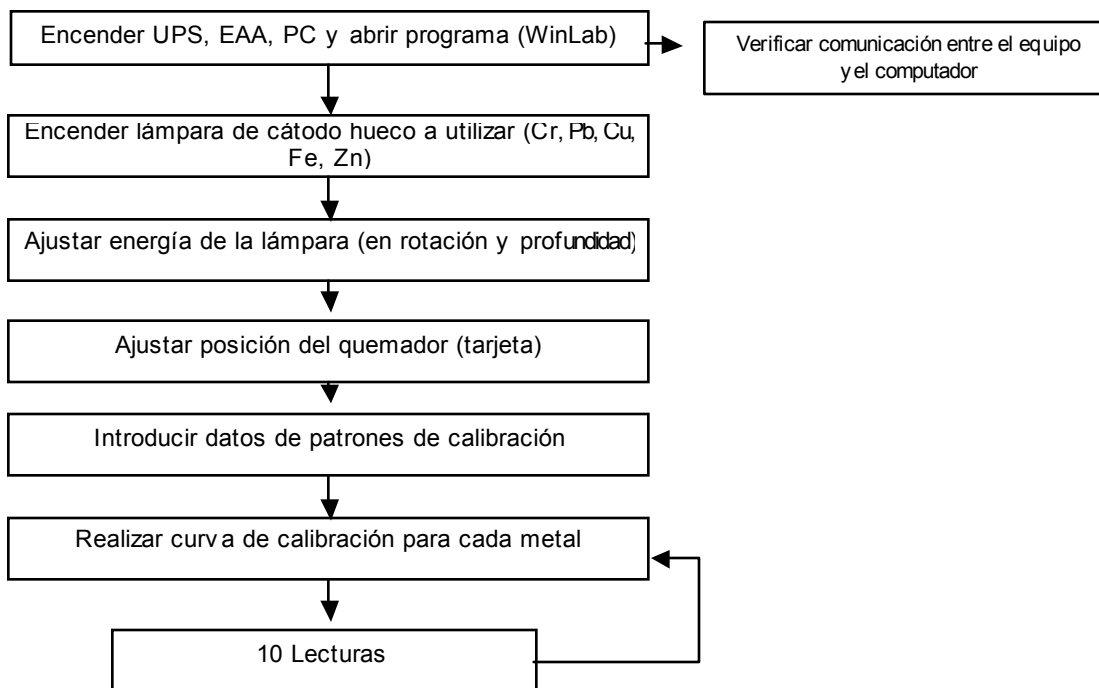 Encender UPS, EAA, PC y abrir programa (WinLab)
Verificar comunicación entre el equipo
y el computador
Encender lámpara de cátodo hueco a utilizar (Cr, Pb, Cu,
Fe, Zn)
Ajustar energía de la lámpara (en rotación y profundidad)
Ajustar posición del quemador (tarjeta)
Introducir datos de patrones de calibración
Realizar curva de calibración para cada metal
10 Lecturas